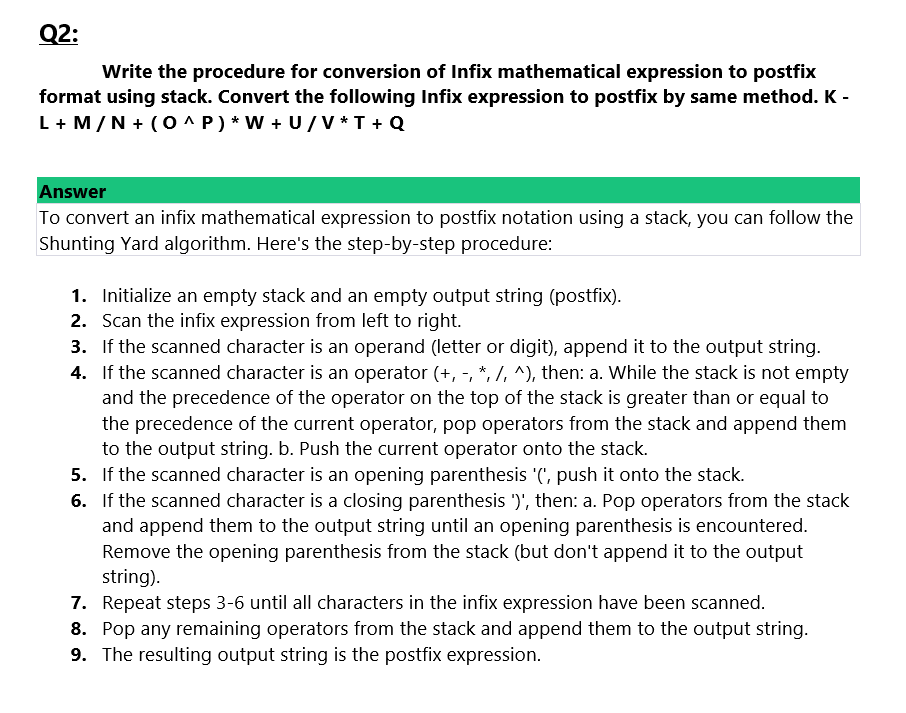 Q2:
Write the procedure for conversion of Infix mathematical expression to postfix
format using stack. Convert the following Infix expression to postfix by same method. K -
L + M / N + ( O ^ P ) * W + U / V * T + Q
Answer
To convert an infix mathematical expression to postfix notation using a stack, you can follow the
Shunting Yard algorithm. Here's the step-by-step procedure:
1. Initialize an empty stack and an empty output string (postfix).
2. Scan the infix expression from left to right.
3. If the scanned character is an operand (letter or digit), append it to the output string.
4. If the scanned character is an operator (+, -, *, /, ^), then: a. While the stack is not empty
and the precedence of the operator on the top of the stack is greater than or equal to
the precedence of the current operator, pop operators from the stack and append them
to the output string. b. Push the current operator onto the stack.
5. If the scanned character is an opening parenthesis '(', push it onto the stack.
6. If the scanned character is a closing parenthesis ')', then: a. Pop operators from the stack
and append them to the output string until an opening parenthesis is encountered.
Remove the opening parenthesis from the stack (but don't append it to the output
string).
7. Repeat steps 3-6 until all characters in the infix expression have been scanned.
8. Pop any remaining operators from the stack and append them to the output string.
9. The resulting output string is the postfix expression.